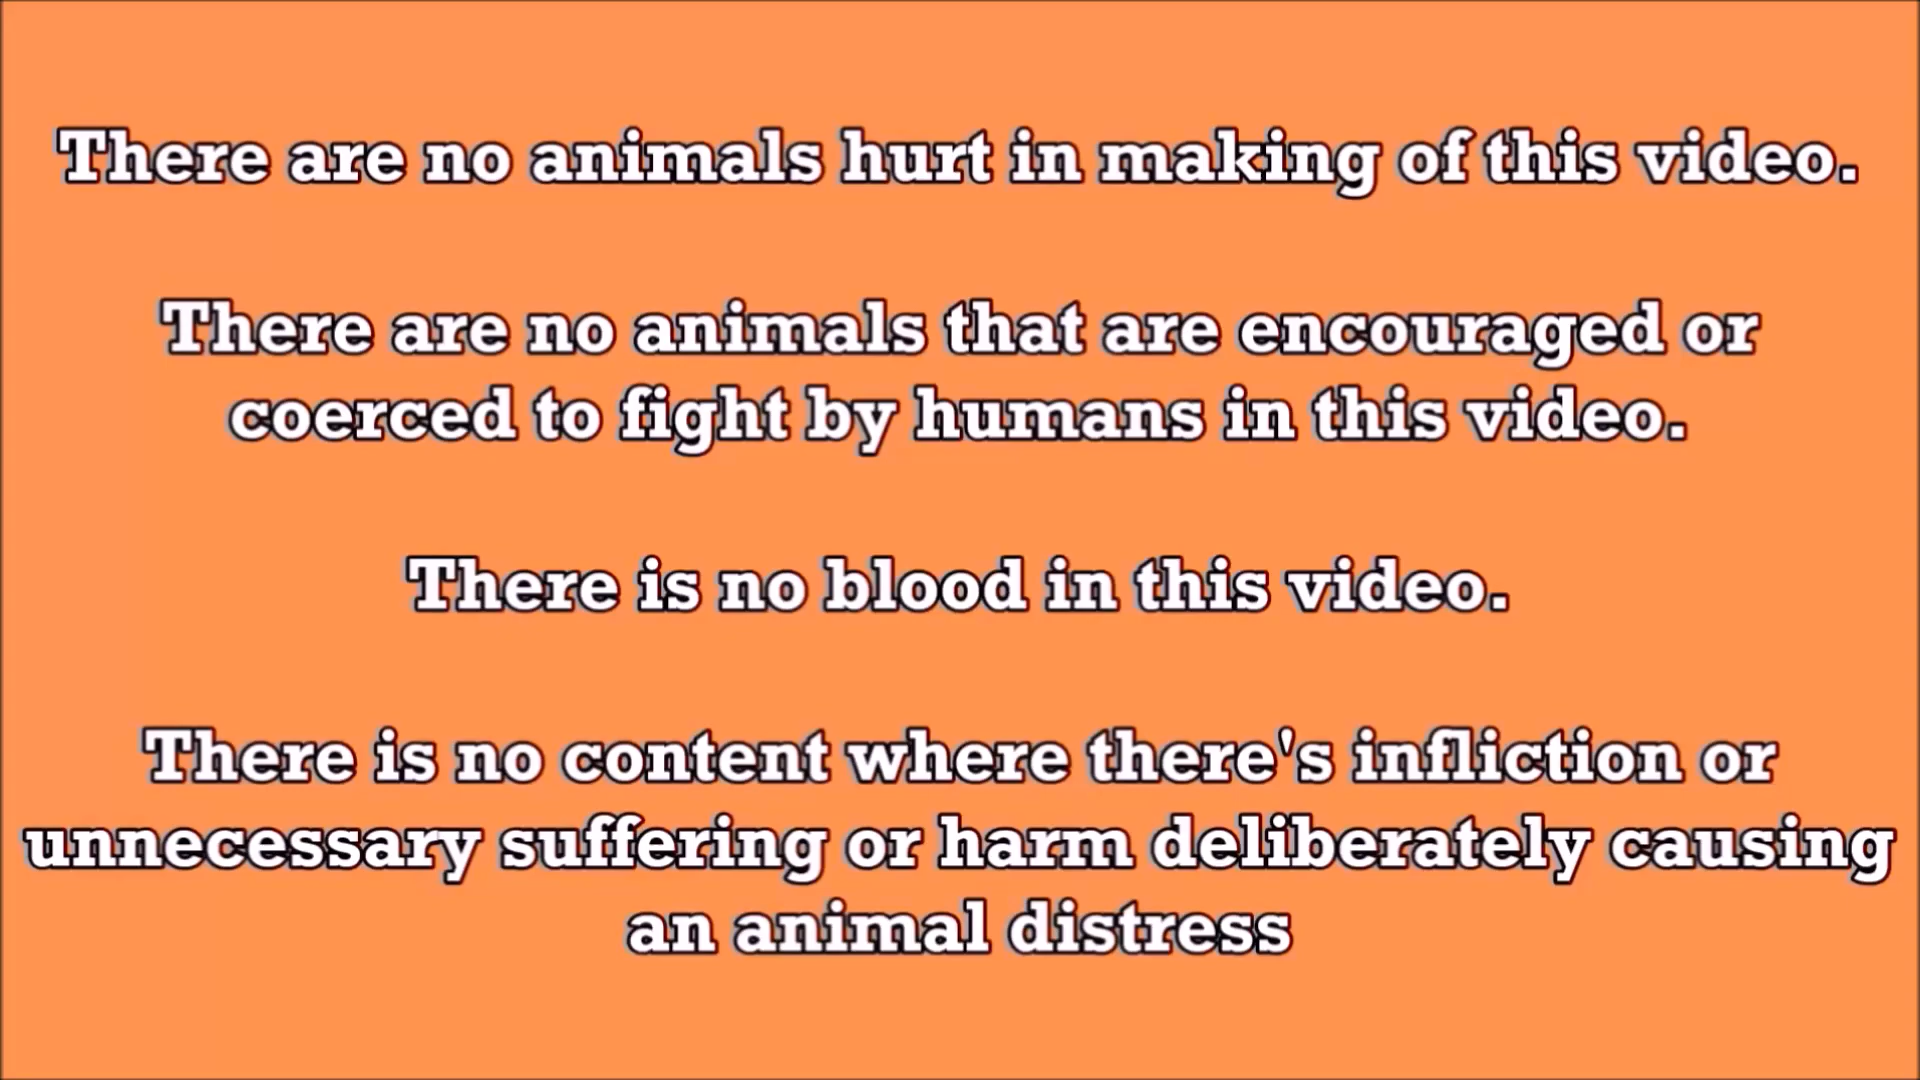 There are no animals hurt in making of this video.
There are no animals that are encouraged or
coerced to fight by humans in this video.
There is no blood in this video.
There is no content where there's infliction or
unnecessary suffering or harm deliberately causing
an animal distress